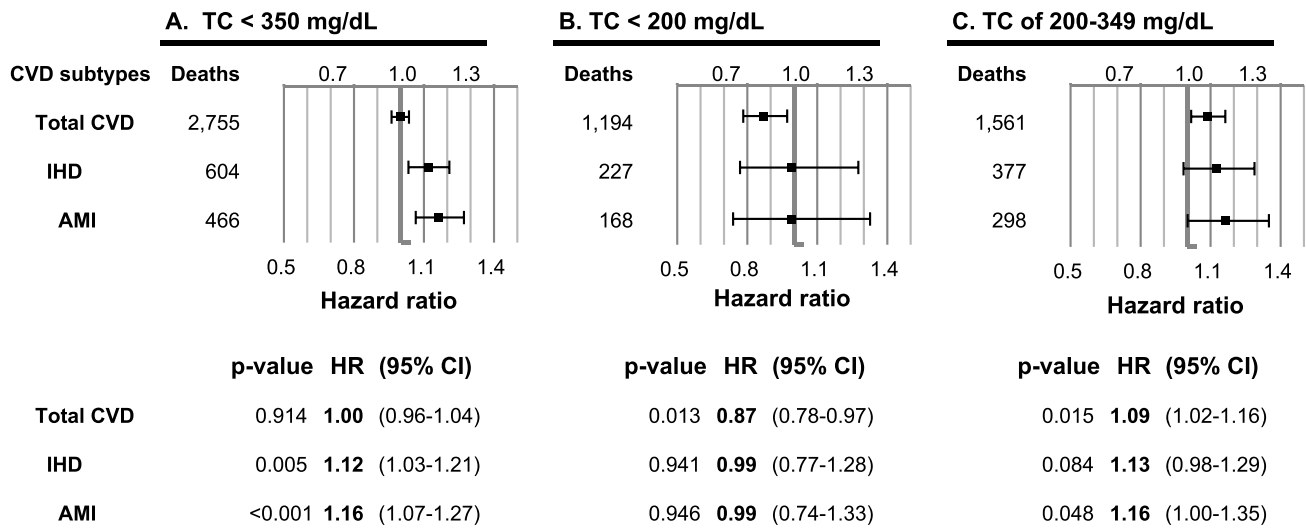 A. TC < 350 mg/dL B. TC < 200 mg/dL C. TC of 200-349 mg/dL
CVD subtypes Deaths 0.7 1.0 1.3 Deaths 0.7 1.0 1.3 Deaths 0.7 1.0 1.3
Total CVD 2,755 1,194 1,561
IHD 604 227 377
AMI 466 168 298
0.5 0.8 1.1 1.4 0.5 0.8 1.1 1.4 0.5 0.8 1.1 1.4
Hazard ratio Hazard ratio Hazard ratio
p-value HR (95% CI) p-value HR (95% CI) p-value HR (95% CI)
Total CVD 0.914 1.00 (0.96-1.04) 0.013 0.87 (0.78-0.97) 0.015 1.09 (1.02-1.16)
IHD 0.005 1.12 (1.03-1.21) 0.941 0.99 (0.77-1.28) 0.084 1.13 (0.98-1.29)
AMI <0.001 1.16 (1.07-1.27) 0.946 0.99 (0.74-1.33) 0.048 1.16 (1.00-1.35)